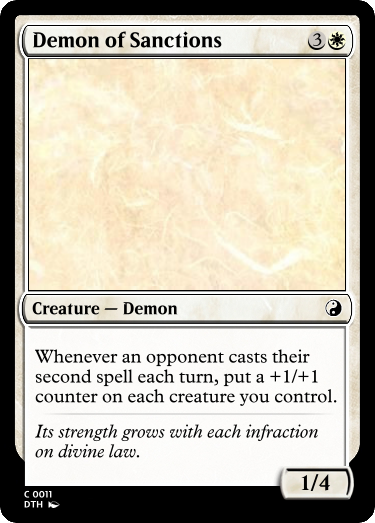 Demon of Sanctions 3
Creature — Demon
Whenever an opponent casts their
second spell each turn, put a +1/+1
counter on each creature you control.
Its strength grows with each infraction
on divine law.
1/4
C 0011
DTH